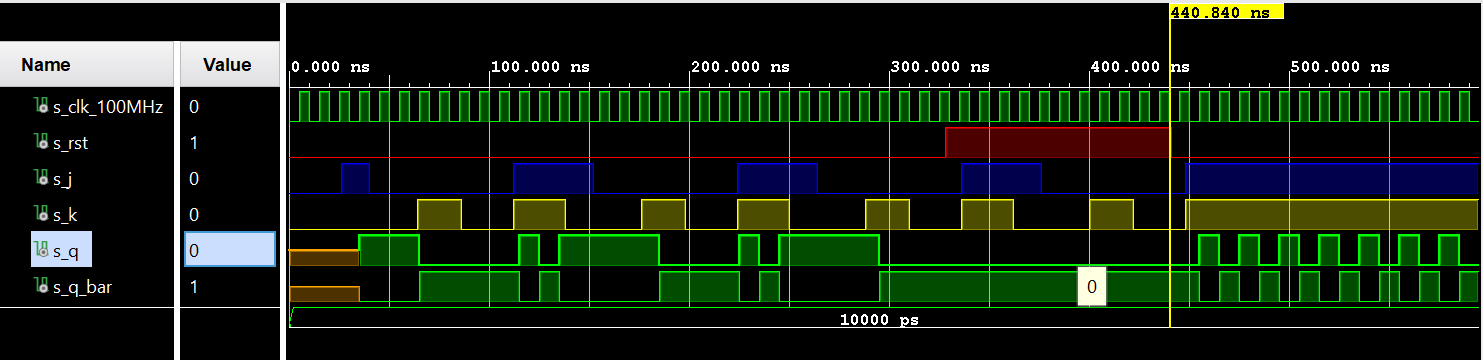 440.840 ns
Name Value
0.000 ns 100.000 ns 200.000 ns 300.000 ns 400.000 ns 500.000 ns
s_clk_100MHz 0
s_rst 1
s_j 0
s_k 0
s_q 0
s_q_bar 1
0
10000 ps